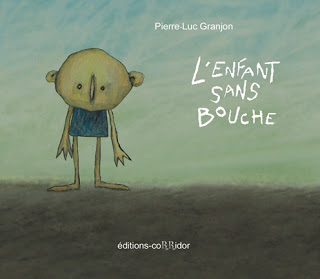 Pierre-Luc Granjon
L'ENFANT
SANS
BOUCHE
éditions-coRRidor